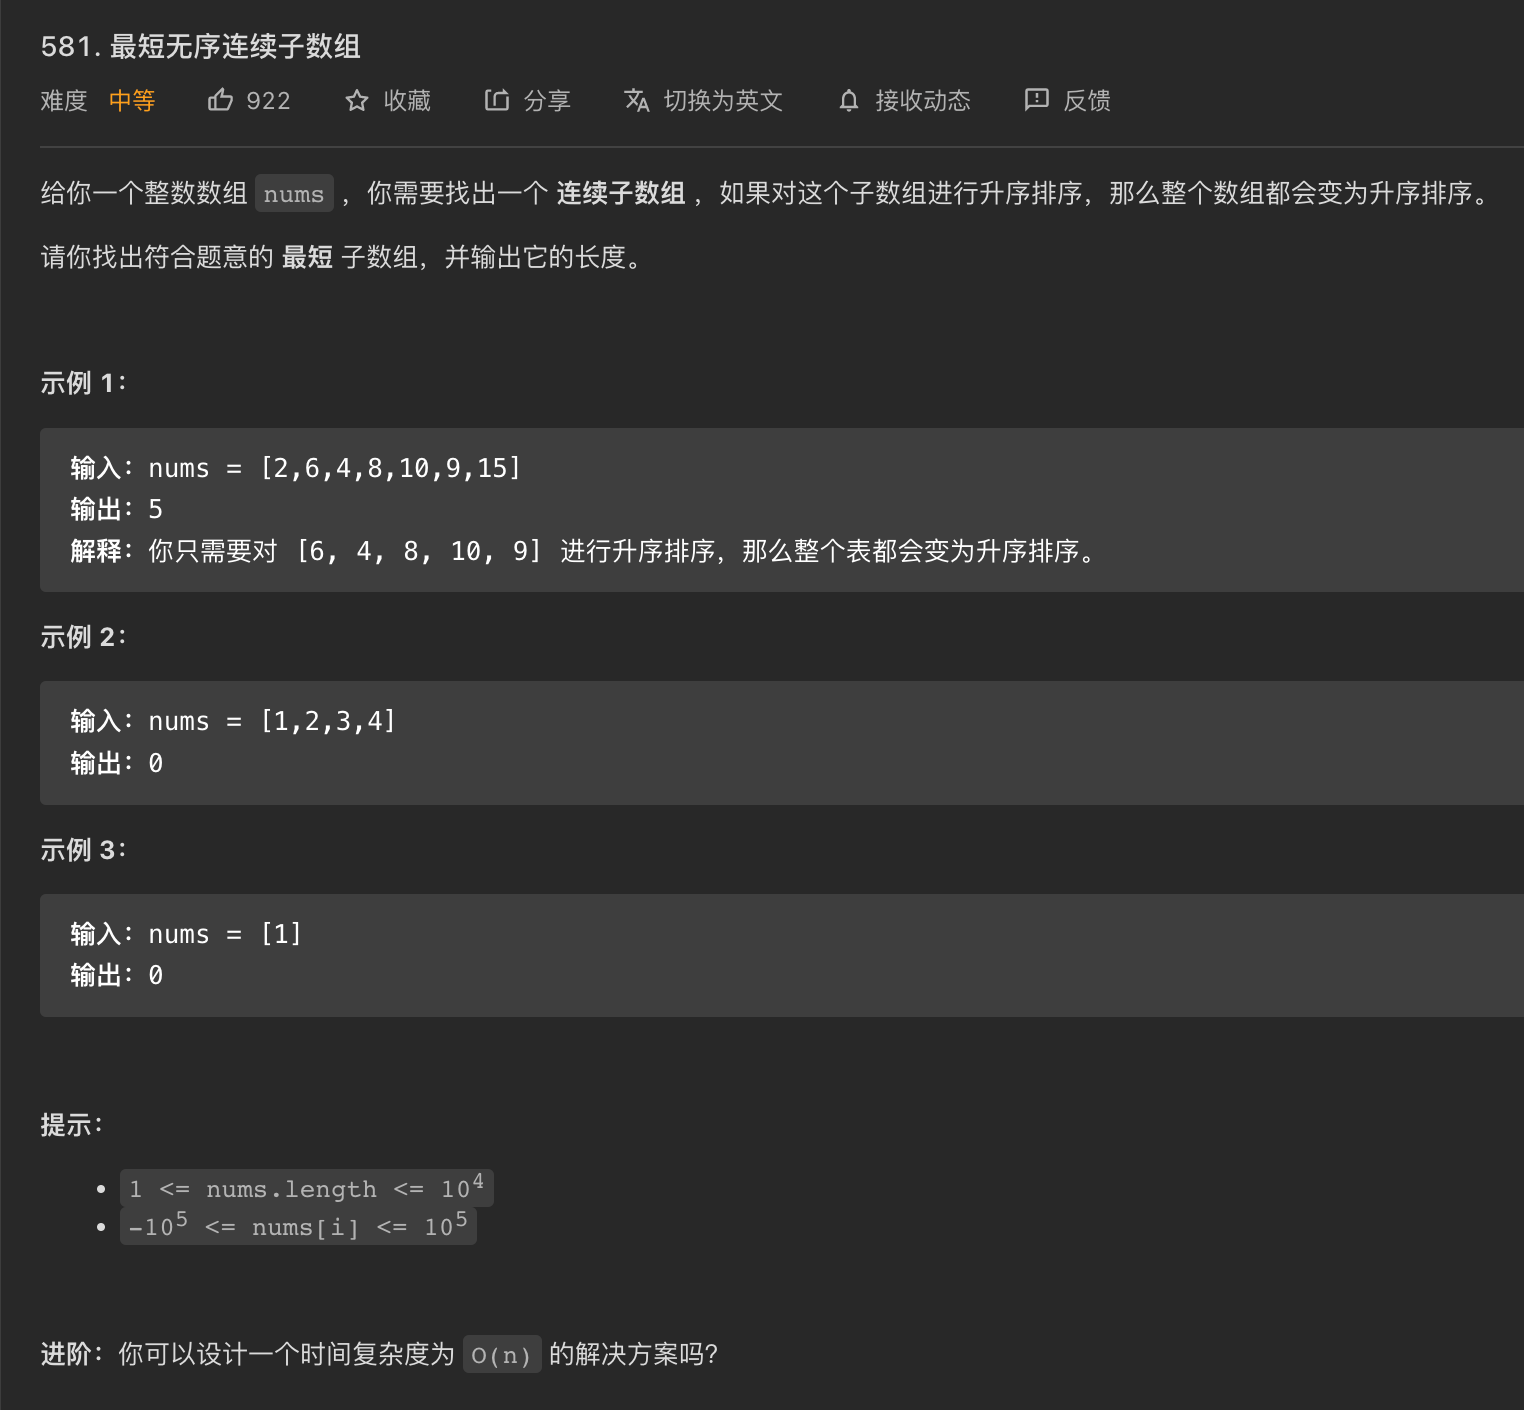 581. 最短无序连续子数组
难度 中等 922 收藏 分享 切换为英文 接收动态 反馈
给你一个整数数组 nums ，你需要找出一个 连续子数组 ，如果对这个子数组进行升序排序，那么整个数组都会变为升序排序。
请你找出符合题意的 最短 子数组，并输出它的长度。
示例 1：
输入：nums = [2,6,4,8,10,9,15]
输出：5
解释：你只需要对 [6, 4, 8, 10, 9] 进行升序排序，那么整个表都会变为升序排序。
示例 2：
输入：nums = [1,2,3,4]
输出：0
示例 3：
输入：nums = [1]
输出：0
提示：
• 1 <= nums.length <= 10⁴
• -10⁵ <= nums[i] <= 10⁵
进阶：你可以设计一个时间复杂度为 O(n) 的解决方案吗？